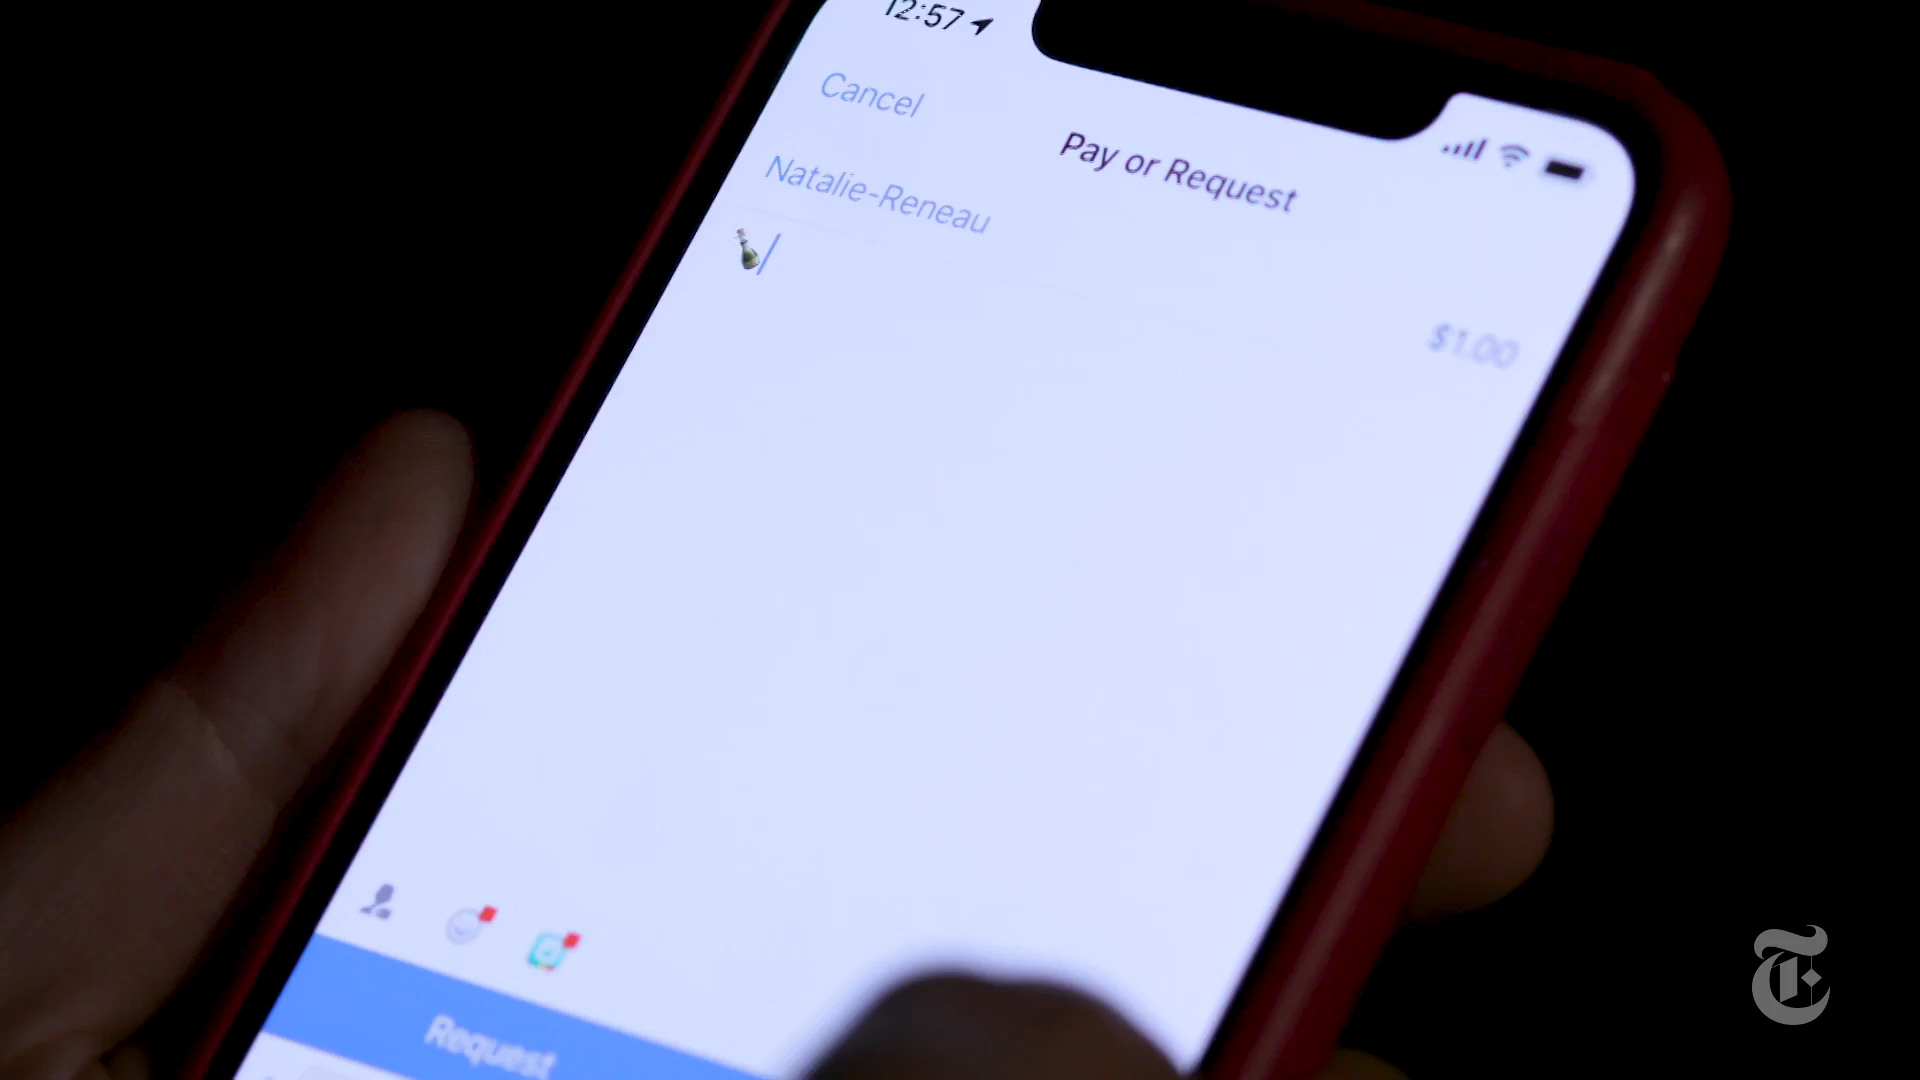 12:57
Cancel
Pay or Request
Natalie-Reneau
$1.00
Request
T